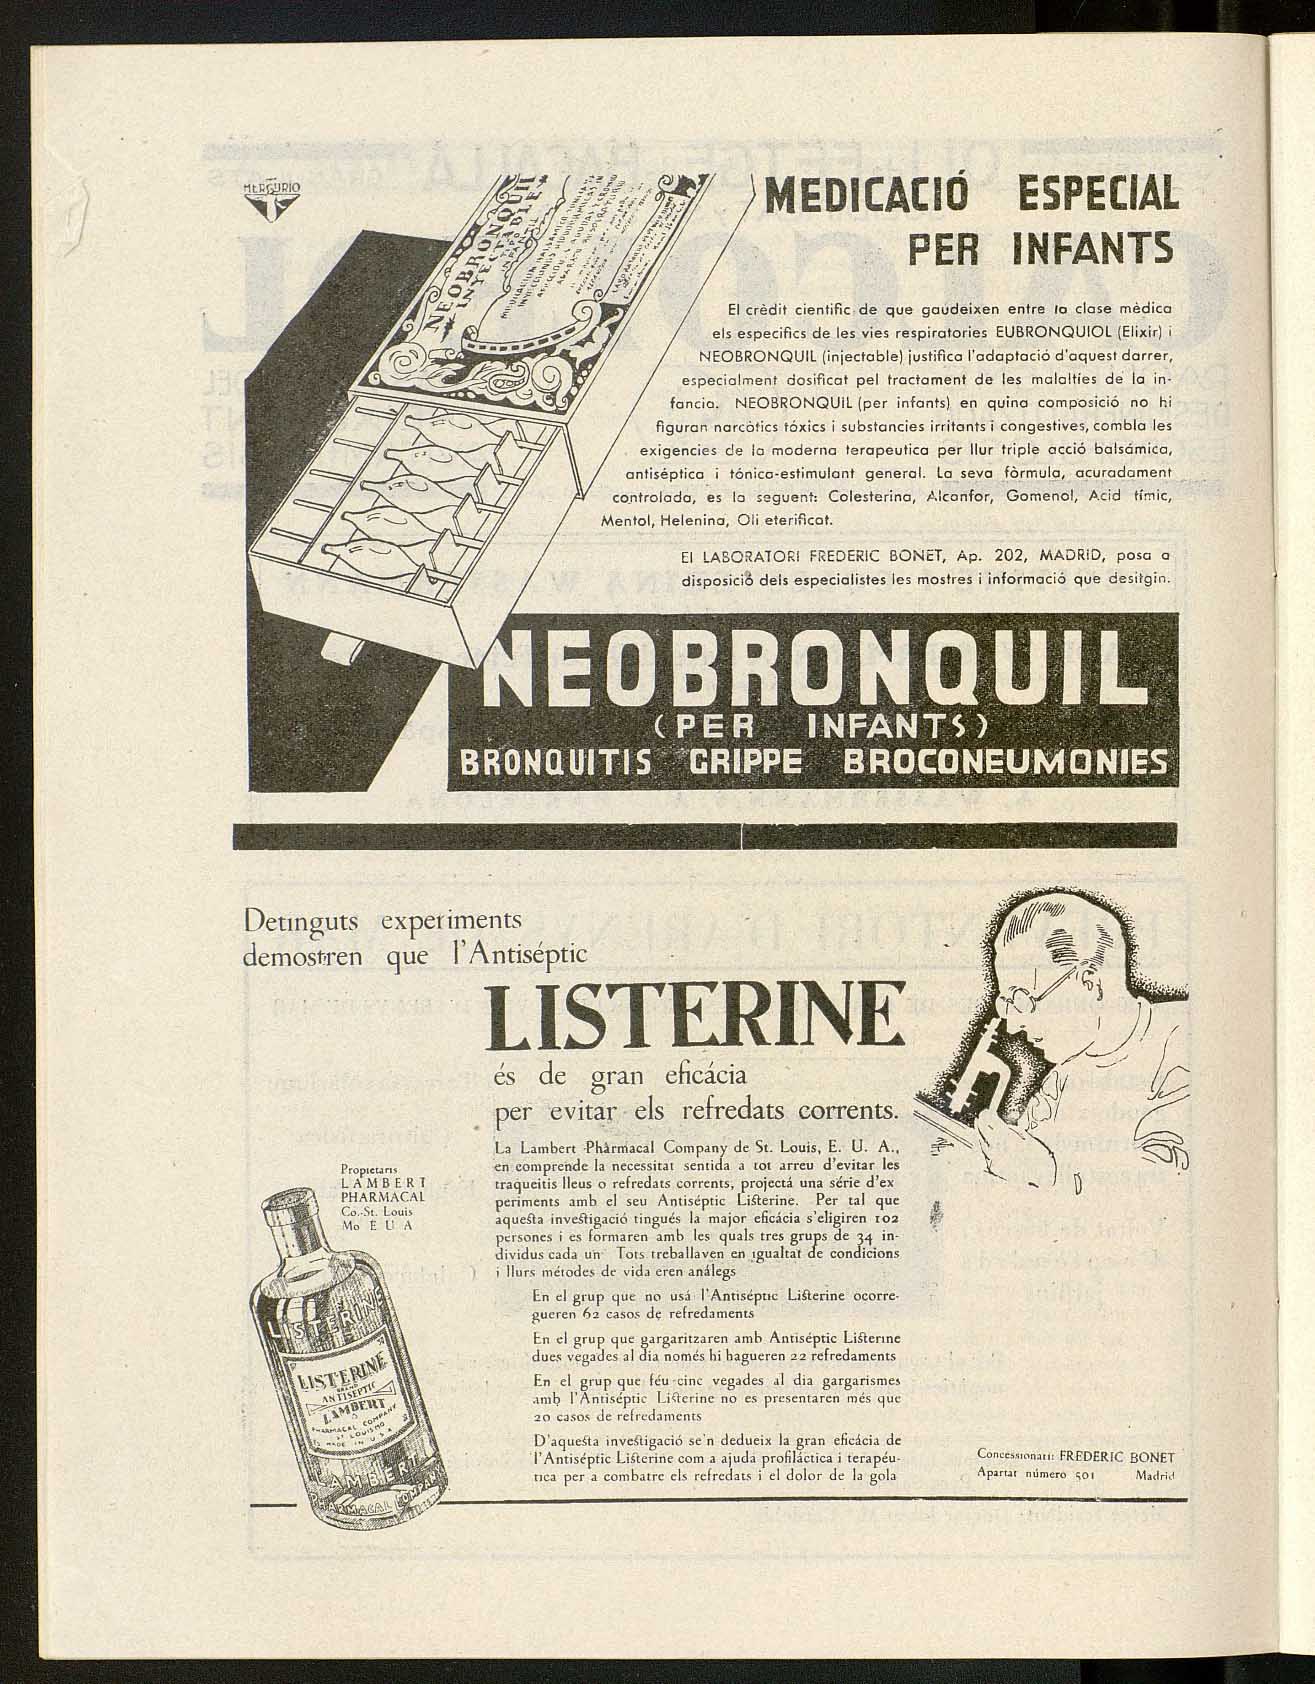 MERCURIO
NEOBRONQUIL
INYECTABLE
MEDICACIÓ ESPECIAL
PER INFANTS
El crèdit cientific de que gaudeixen entre la clase mèdica
els especifics de les vies respiratories EUBRONQUIOL (Elixir) i
NEOBRONQUIL (injectable) justifica l'adaptació d'aquest darrer,
especialment dosificat pel tractament de les malalties de la in-
fancia. NEOBRONQUIL (per infants) en quina composició no hi
figuran narcòtics tóxics i substancies irritants i congestives, combla les
exigencies de la moderna terapeutica per llur triple acció balsámica,
antiséptica i tónica-estimulant general. La seva fòrmula, acuradament
controlada, es la seguent: Colesterina, Alcanfor, Gomenol, Acid tímic,
Mentol, Helenina, Oli eterificat.
El LABORATORI FREDERIC BONET, Ap. 202, MADRID, posa a
disposició dels especialistes les mostres i informació que desitgin.
NEOBRONQUIL
(PER INFANTS)
BRONQUITIS GRIPPE BROCONEUMONIES
Detinguts experiments
demostren que l'Antiséptic
LISTERINE
és de gran eficácia
per evitar els refredats corrents.
La Lambert Pharmacal Company de St. Louis, E. U. A.,
en comprende la necessitat sentida a tot arreu d'evitar les
traqueitis lleus o refredats corrents, projectá una série d'ex
periments amb el seu Antiséptic Listerine. Per tal que
aquesta investigació tingués la major eficácia s'eligiren 102
persones i es formaren amb les quals tres grups de 34 in-
dividus cada un Tots treballaven en igualtat de condicions
i llurs métodes de vida eren análegs
En el grup que no usá l'Antiséptic Listerine ocorre-
gueren 62 casos de refredaments
En el grup que gargaritzaren amb Antiséptic Listerine
dues vegades al dia només hi hagueren 22 refredaments
En el grup que féu cinc vegades al dia gargarismes
amb l'Antiséptic Listerine no es presentaren més que
20 casos de refredaments
D'aquesta investigació se'n dedueix la gran eficácia de
l'Antiséptic Listerine com a ajuda profiláctica i terapéu-
tica per a combatre els refredats i el dolor de la gola
Propietaris
LAMBERT
PHARMACAL
Co.-St. Louis
Mo E U A
LISTERINE
LISTERINE
BRAND
ANTISEPTIC
LAMBERT
PHARMACAL COMPANY
ST LOUIS MO
MADE IN U.S.A
LAMBERT
PHARMACAL COMPANY
Concessionari: FREDERIC BONET
Apartat número 501 Madrid